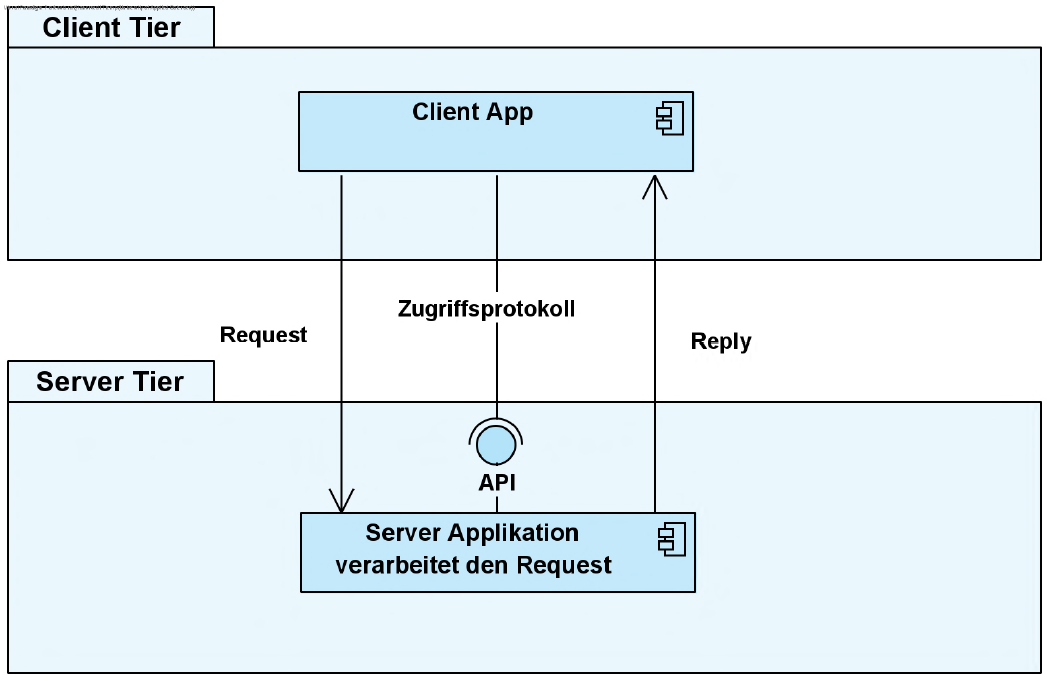 Client Tier
Client App
Zugriffsprotokoll
Request
Reply
Server Tier
API
Server Applikation
verarbeitet den Request